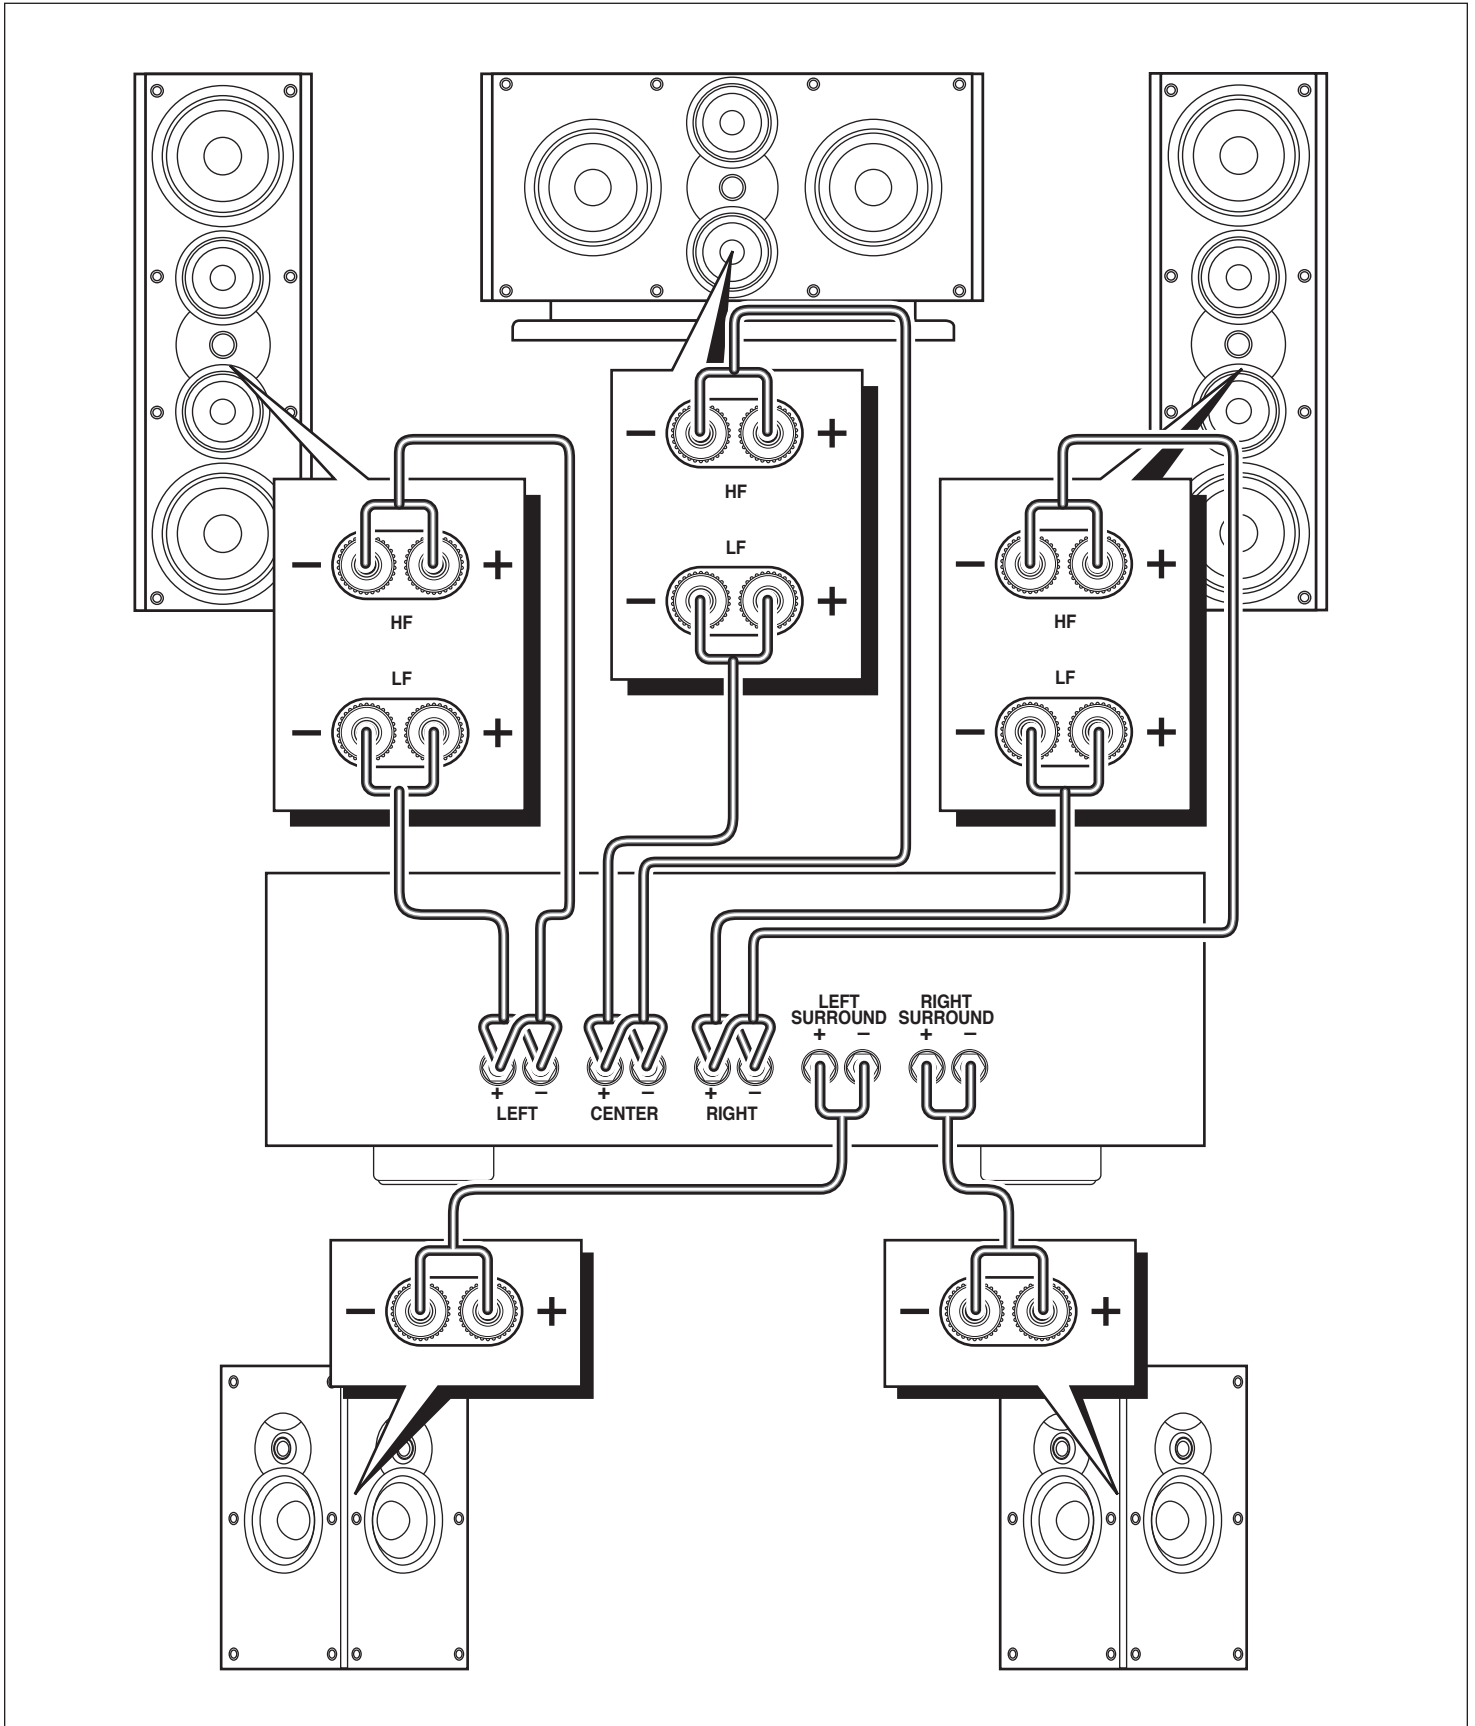 − +
HF
LF
− +
− +
HF
LF
− +
− +
HF
LF
− +
LEFT
SURROUND
+ −
RIGHT
SURROUND
+ −
+ −
LEFT
+ −
CENTER
+ −
RIGHT
− +
− +